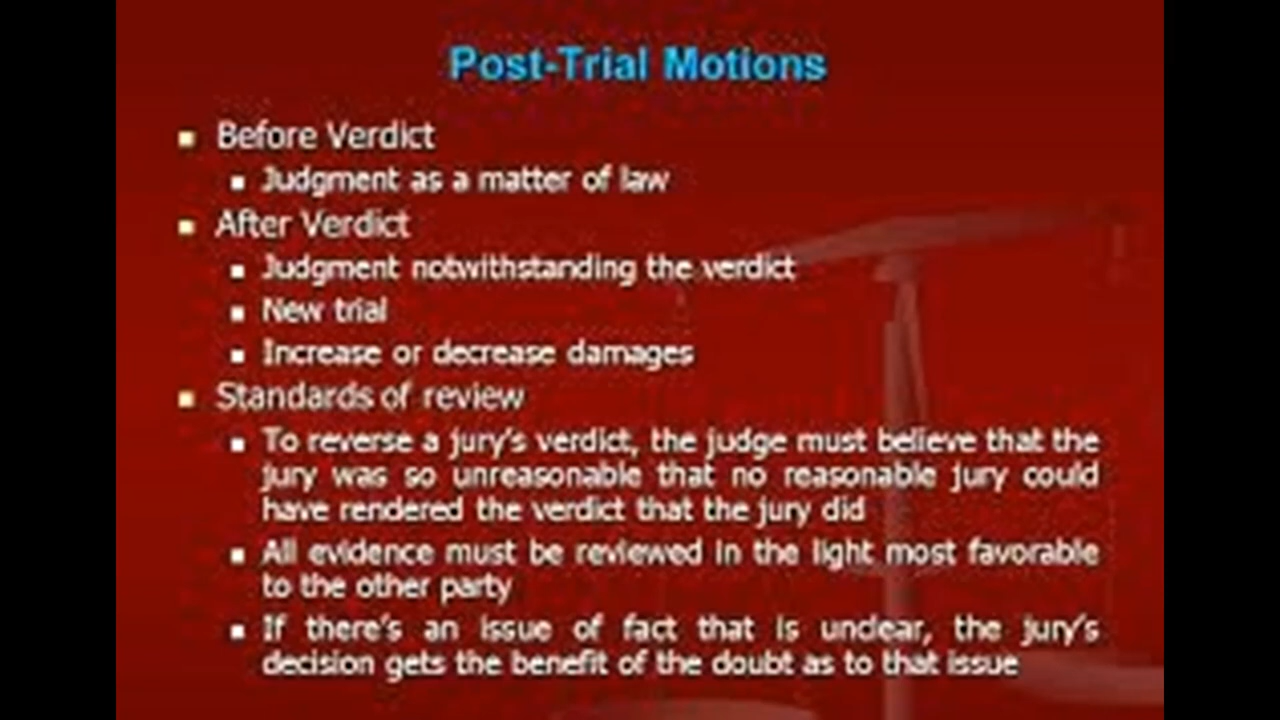 Post-Trial Motions
Before Verdict
Judgment as a matter of law
After Verdict
Judgment notwithstanding the verdict
New trial
Increase or decrease damages
Standards of review
To reverse a jury's verdict, the judge must believe that the
jury was so unreasonable that no reasonable jury could
have rendered the verdict that the jury did
All evidence must be reviewed in the light most favorable
to the other party
If there's an issue of fact that is unclear, the jury's
decision gets the benefit of the doubt as to that issue